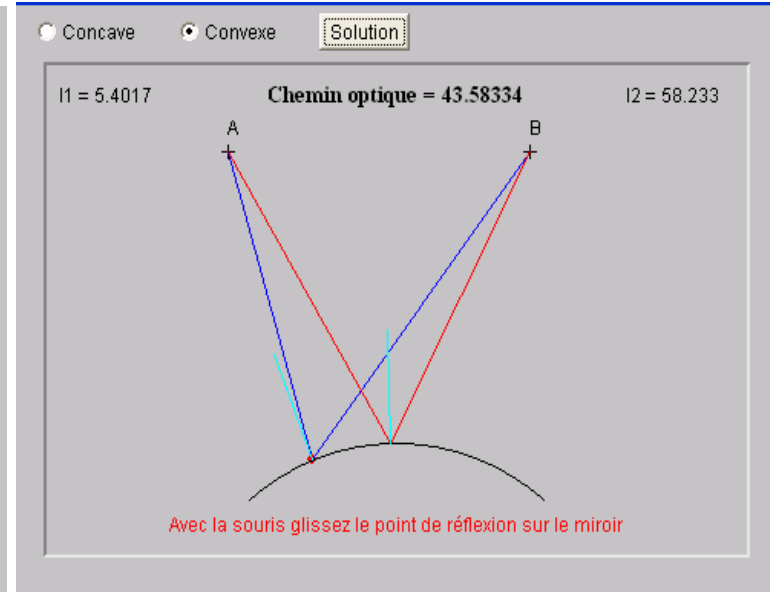 Concave Convexe Solution
I1 = 5.4017 Chemin optique = 43.58334 I2 = 58.233
A B
Avec la souris glissez le point de réflexion sur le miroir